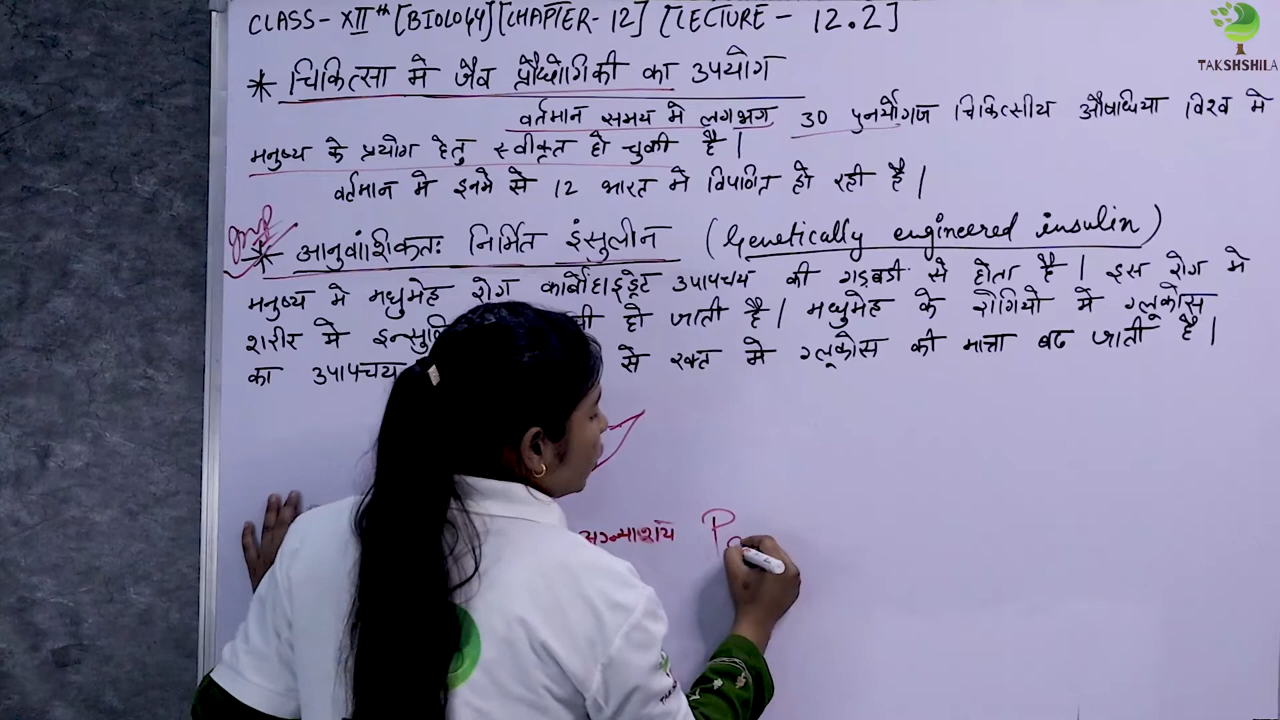 CLASS- XIIth [BIOLOGY] [CHAPTER- 12] [LECTURE - 12.2]
TAKSHSHILA
* चिकित्सा मे जैव प्रौधोगिकी का उपयोग
वर्तमान समय मे लगभग 30 पुनर्योगज चिकित्सीय औषधिया विश्व मे
मनुष्य के प्रयोग हेतु स्वीकृत हो चुकी है |
वर्तमान मे इनमे से 12 भारत मे विपणित हो रही है |
Imp
* आनुवांशिकतः निर्मित इंसुलीन (Genetically engineered insulin)
मनुष्य मे मधुमेह रोग कार्बोहाइड्रेट उपापचय की गड़बडी से होता है | इस रोग मे
शरीर मे इन्सुलि हो जाती है | मधुमेह के रोगियो मे ग्लूकोस
का उपापचय से रक्त मे ग्लूकोस की मात्रा बढ जाती है |
अग्नाशय Pa